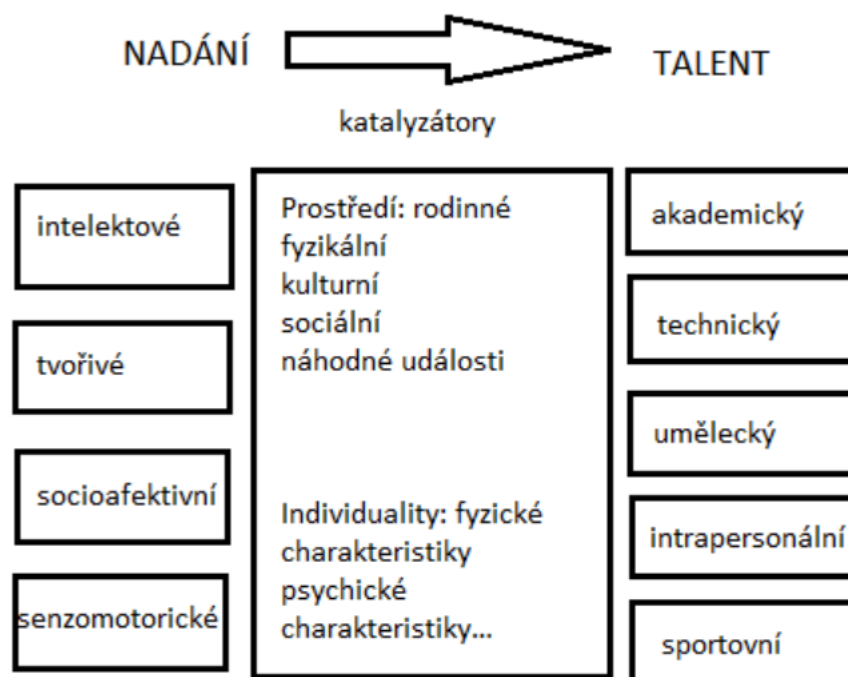 NADÁNÍ
TALENT
katalyzátory
intelektové
tvořivé
socioafektivní
senzomotorické
Prostředí: rodinné
fyzikální
kulturní
sociální
náhodné události
Individuality: fyzické
charakteristiky
psychické
charakteristiky...
akademický
technický
umělecký
intrapersonální
sportovní